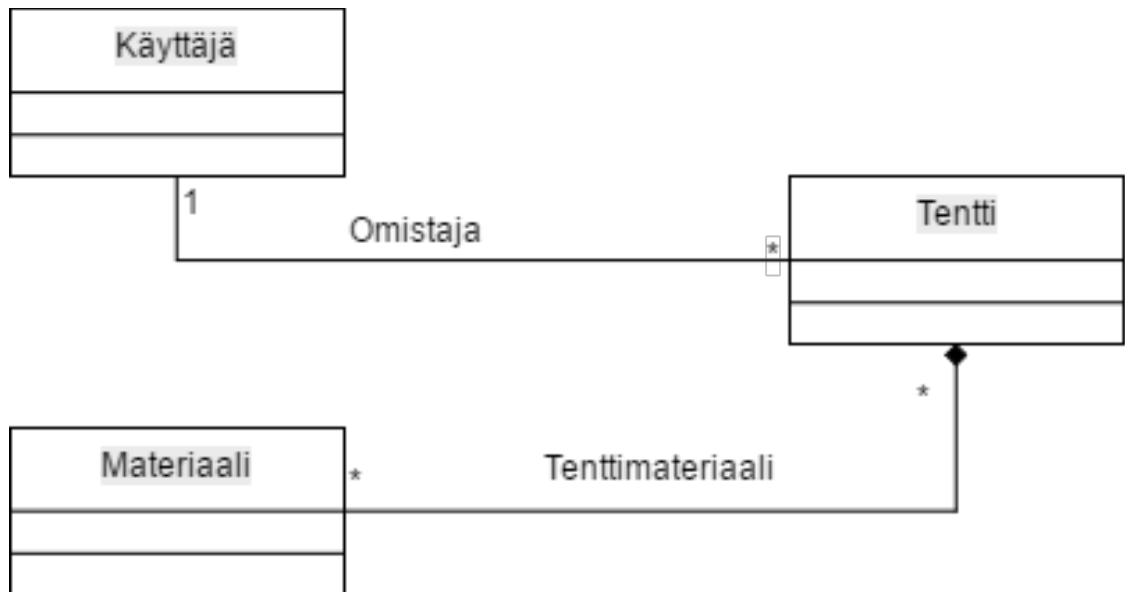 Käyttäjä
1
Omistaja
*
Tentti
*
Materiaali
*
Tenttimateriaali